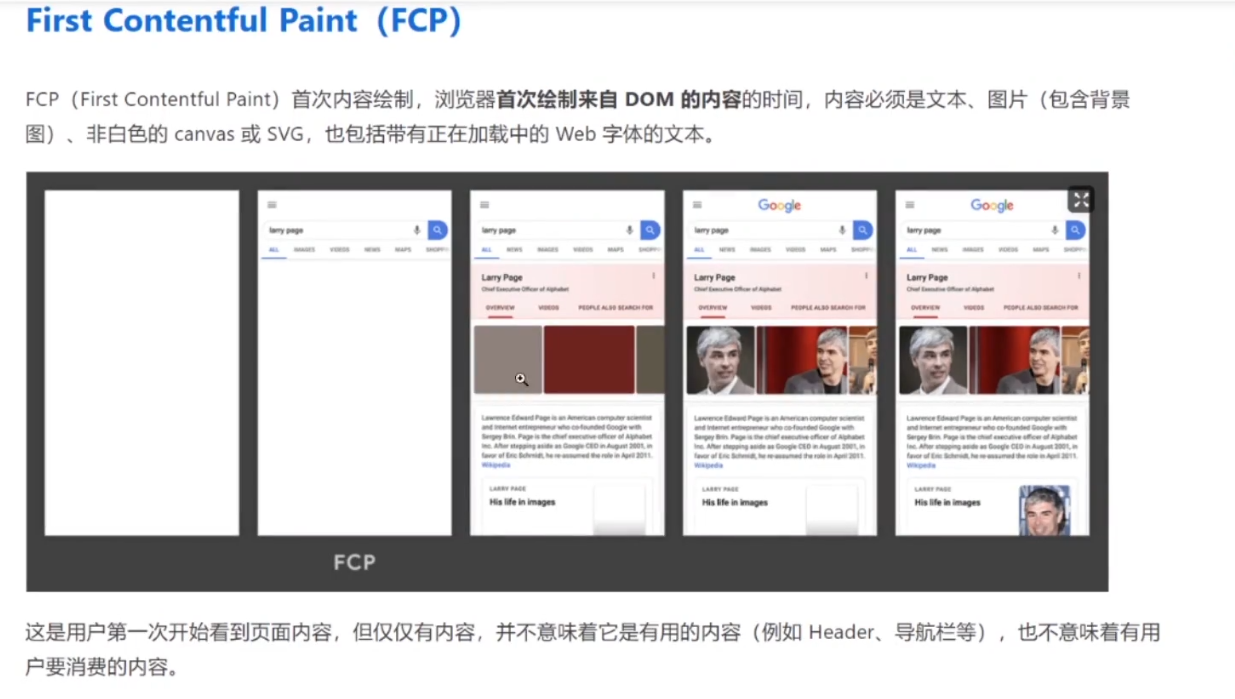 First Contentful Paint（FCP）
FCP（First Contentful Paint）首次内容绘制，浏览器首次绘制来自 DOM 的内容的时间，内容必须是文本、图片（包含背景
图）、非白色的 canvas 或 SVG，也包括带有正在加载中的 Web 字体的文本。
larry page
ALL IMAGES VIDEOS NEWS MAPS SHOPPI
larry page
ALL NEWS IMAGES VIDEOS MAPS SHOPPI
Larry Page
Chief Executive Officer of Alphabet
OVERVIEW VIDEOS PEOPLE ALSO SEARCH FOR
Lawrence Edward Page is an American computer scientist
and Internet entrepreneur who co-founded Google with
Sergey Brin. Page is the chief executive officer of Alphabet
Inc. After stepping aside as Google CEO in August 2001, in
favor of Eric Schmidt, he re-assumed the role in April 2011.
Wikipedia
LARRY PAGE
His life in images
Google
larry page
ALL NEWS IMAGES VIDEOS MAPS SHOPPI
Larry Page
Chief Executive Officer of Alphabet
OVERVIEW VIDEOS PEOPLE ALSO SEARCH FOR
Lawrence Edward Page is an American computer scientist
and Internet entrepreneur who co-founded Google with
Sergey Brin. Page is the chief executive officer of Alphabet
Inc. After stepping aside as Google CEO in August 2001, in
favor of Eric Schmidt, he re-assumed the role in April 2011.
Wikipedia
LARRY PAGE
His life in images
Google
larry page
ALL NEWS IMAGES VIDEOS MAPS SHOPPI
Larry Page
Chief Executive Officer of Alphabet
OVERVIEW VIDEOS PEOPLE ALSO SEARCH FOR
Lawrence Edward Page is an American computer scientist
and Internet entrepreneur who co-founded Google with
Sergey Brin. Page is the chief executive officer of Alphabet
Inc. After stepping aside as Google CEO in August 2001, in
favor of Eric Schmidt, he re-assumed the role in April 2011.
Wikipedia
LARRY PAGE
His life in images
FCP
这是用户第一次开始看到页面内容，但仅仅有内容，并不意味着它是有用的内容（例如 Header、导航栏等），也不意味着有用
户要消费的内容。